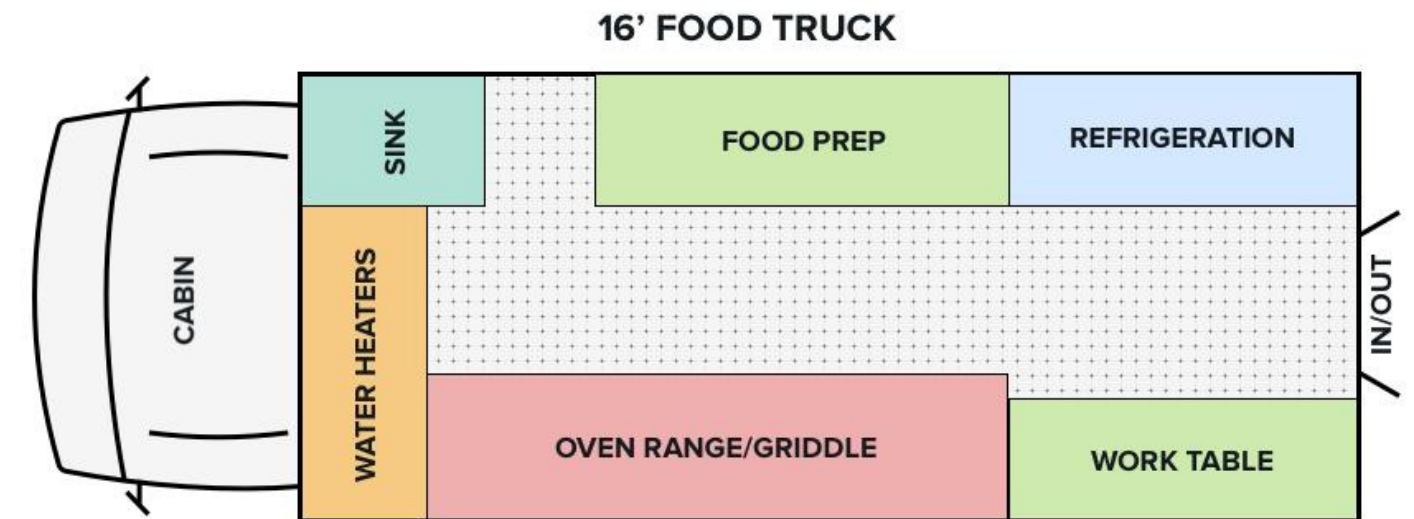 16’ FOOD TRUCK
SINK
FOOD PREP
REFRIGERATION
CABIN
WATER HEATERS
IN/OUT
OVEN RANGE/GRIDDLE
WORK TABLE